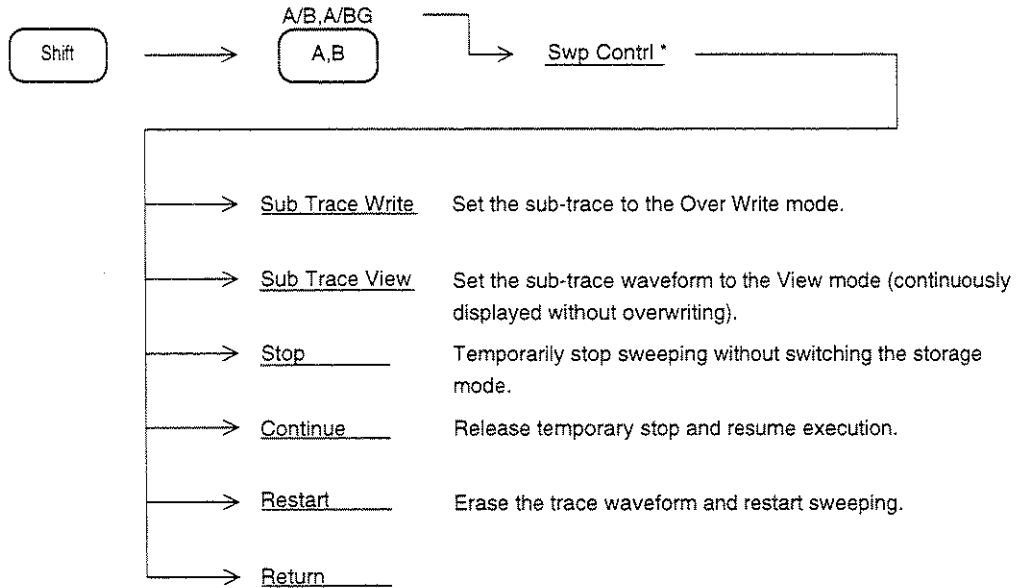 A/B,A/BG
Shift
A,B
Swp Contrl *
Sub Trace Write Set the sub-trace to the Over Write mode.
Sub Trace View Set the sub-trace waveform to the View mode (continuously
displayed without overwriting).
Stop Temporarily stop sweeping without switching the storage
mode.
Continue Release temporary stop and resume execution.
Restart Erase the trace waveform and restart sweeping.
Return